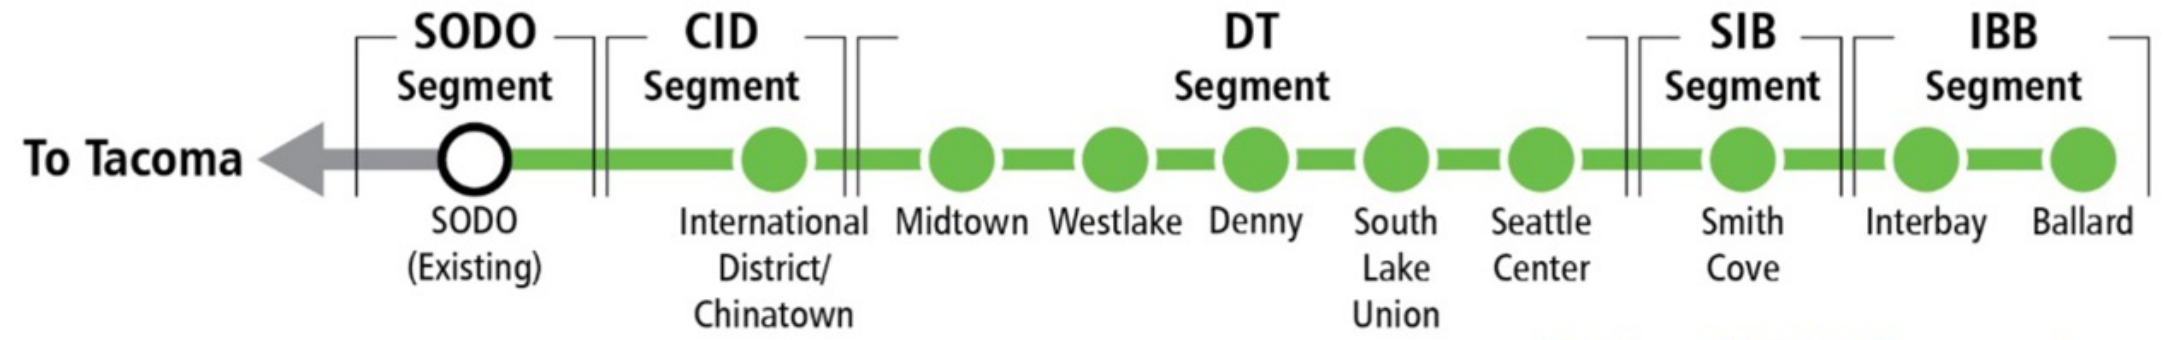 SODO
Segment
CID
Segment
DT
Segment
SIB
Segment
IBB
Segment
To Tacoma
SODO
(Existing)
International
District/
Chinatown
Midtown
Westlake
Denny
South
Lake
Union
Seattle
Center
Smith
Cove
Interbay
Ballard